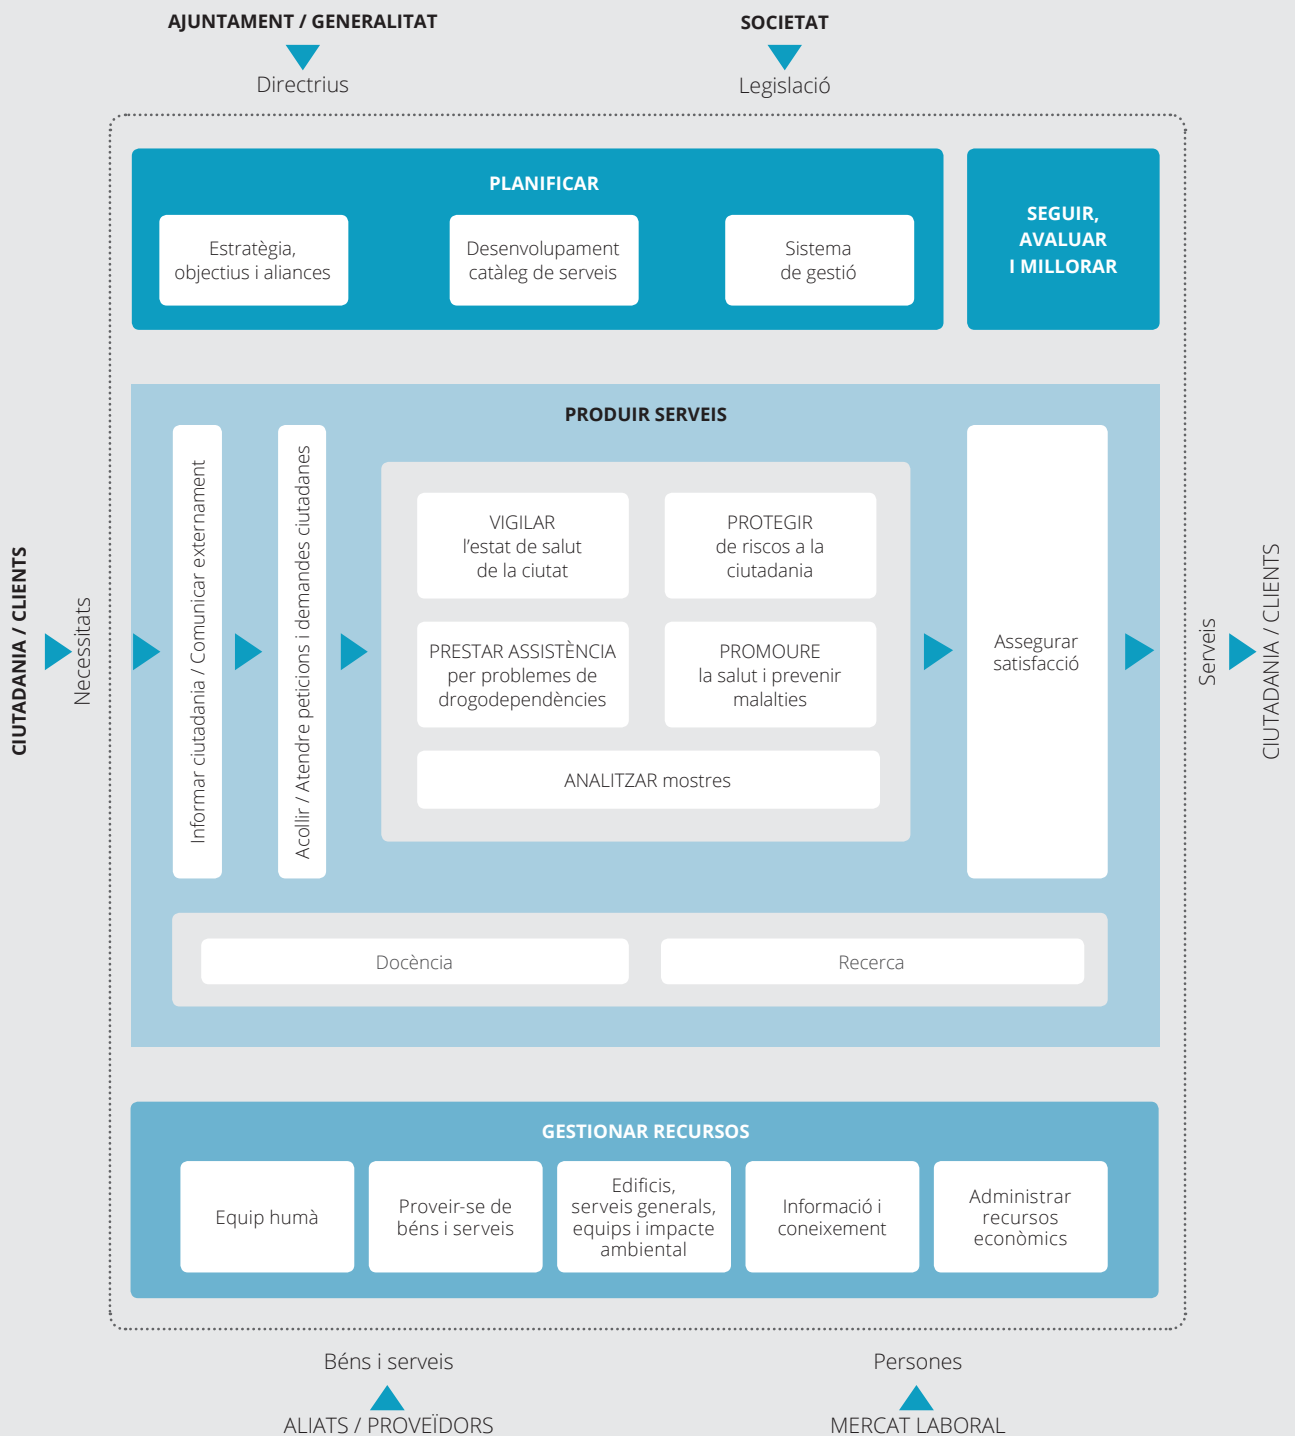 AJUNTAMENT / GENERALITAT
SOCIETAT
Directrius
Legislació
PLANIFICAR
Estratègia,
objectius i aliances
Desenvolupament
catàleg de serveis
Sistema
de gestió
SEGUIR,
AVALUAR
I MILLORAR
CIUTADANIA / CLIENTS
Necessitats
PRODUIR SERVEIS
Informar ciutadania / Comunicar externament
Acollir / Atendre peticions i demandes ciutadanes
VIGILAR
l’estat de salut
de la ciutat
PROTEGIR
de riscos a la
ciutadania
PRESTAR ASSISTÈNCIA
per problemes de
drogodependències
PROMOURE
la salut i prevenir
malalties
ANALITZAR mostres
Assegurar
satisfacció
Serveis
CIUTADANIA / CLIENTS
Docència
Recerca
GESTIONAR RECURSOS
Equip humà
Proveir-se de
béns i serveis
Edificis,
serveis generals,
equips i impacte
ambiental
Informació i
coneixement
Administrar
recursos
econòmics
Béns i serveis
Persones
ALIATS / PROVEÏDORS
MERCAT LABORAL